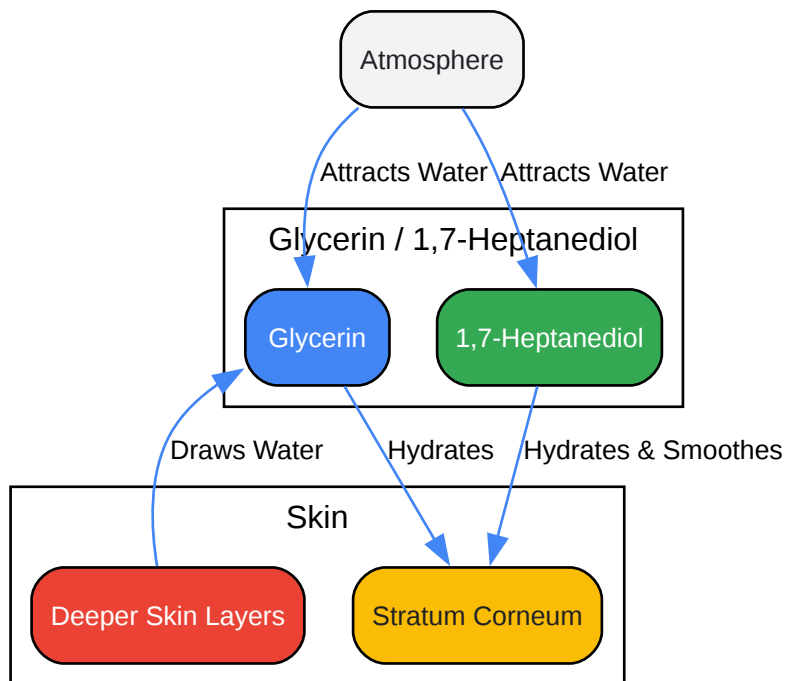 Atmosphere
Attracts Water
Attracts Water
Glycerin / 1,7-Heptanediol
Glycerin
1,7-Heptanediol
Draws Water
Hydrates
Hydrates & Smoothes
Skin
Deeper Skin Layers
Stratum Corneum